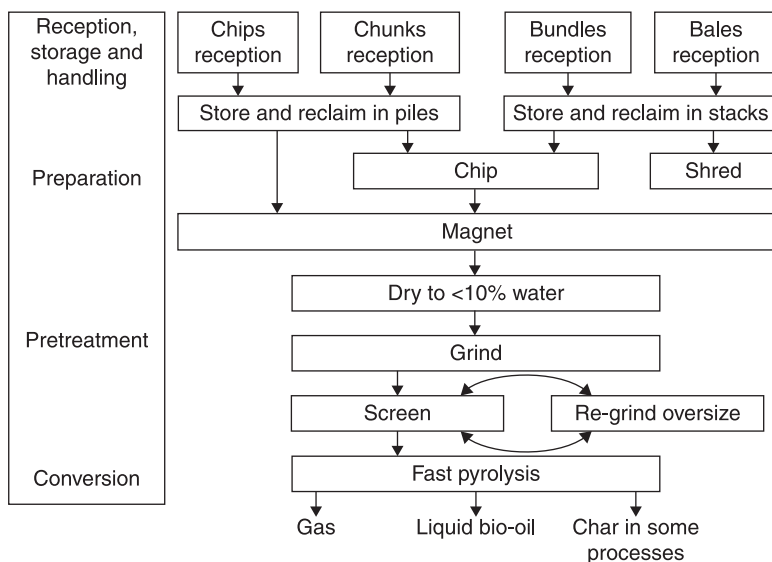 Reception,
storage and
handling
Chips
reception
Chunks
reception
Bundles
reception
Bales
reception
Store and reclaim in piles
Store and reclaim in stacks
Preparation
Chip
Shred
Magnet
Dry to <10% water
Pretreatment
Grind
Screen
Re-grind oversize
Conversion
Fast pyrolysis
Gas
Liquid bio-oil
Char in some
processes